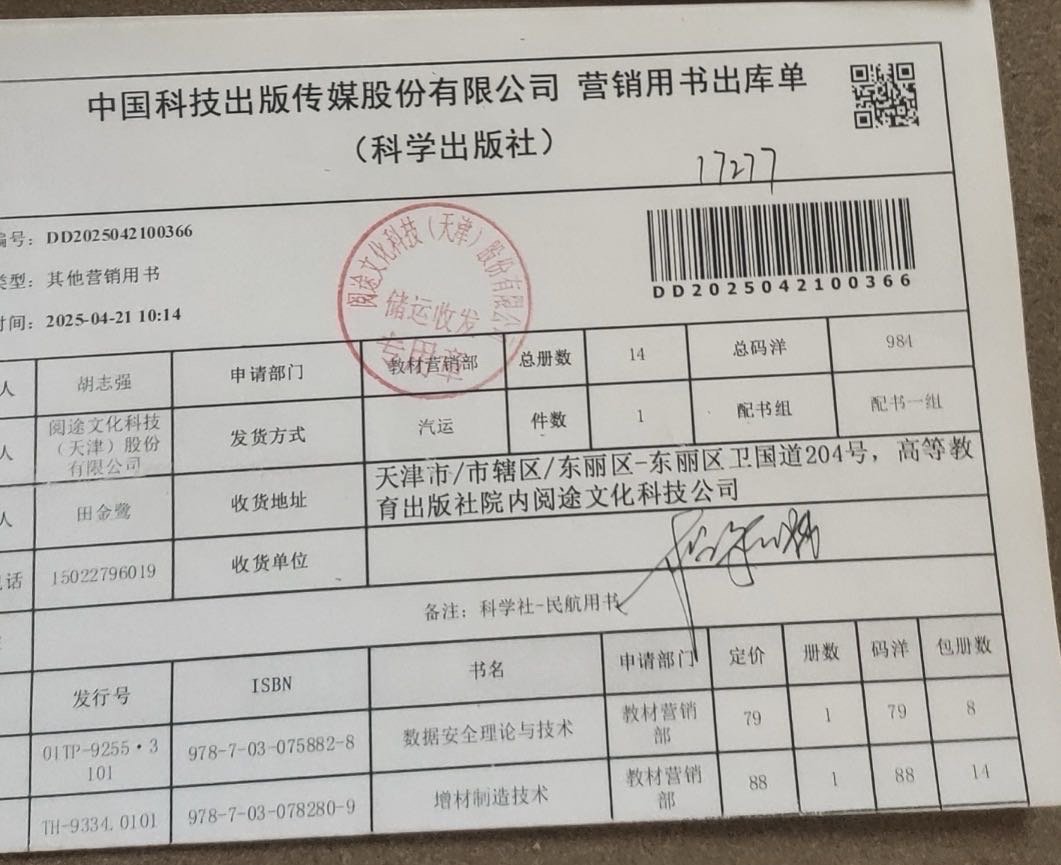 中国科技出版传媒股份有限公司 营销用书出库单
（科学出版社）
17277
编号: DD2025042100366
类型: 其他营销用书
时间: 2025-04-21 10:14
DD2025042100366
阅途文化科技（天津）股份有限公司
储运收发
专用章
人 胡志强 申请部门 教材营销部 总册数 14 总码洋 984
人 阅途文化科技（天津）股份有限公司 发货方式 汽运 件数 1 配书组 配书一组
人 田金鹭 收货地址 天津市/市辖区/东丽区-东丽区卫国道204号，高等教
育出版社院内阅途文化科技公司
电话 15022796019 收货单位
备注: 科学社-民航用书
发行号 ISBN 书名 申请部门 定价 册数 码洋 包册数
01TP-9255·3101 978-7-03-075882-8 数据安全理论与技术 教材营销部 79 1 79 8
TH-9334.0101 978-7-03-078280-9 增材制造技术 教材营销部 88 1 88 14